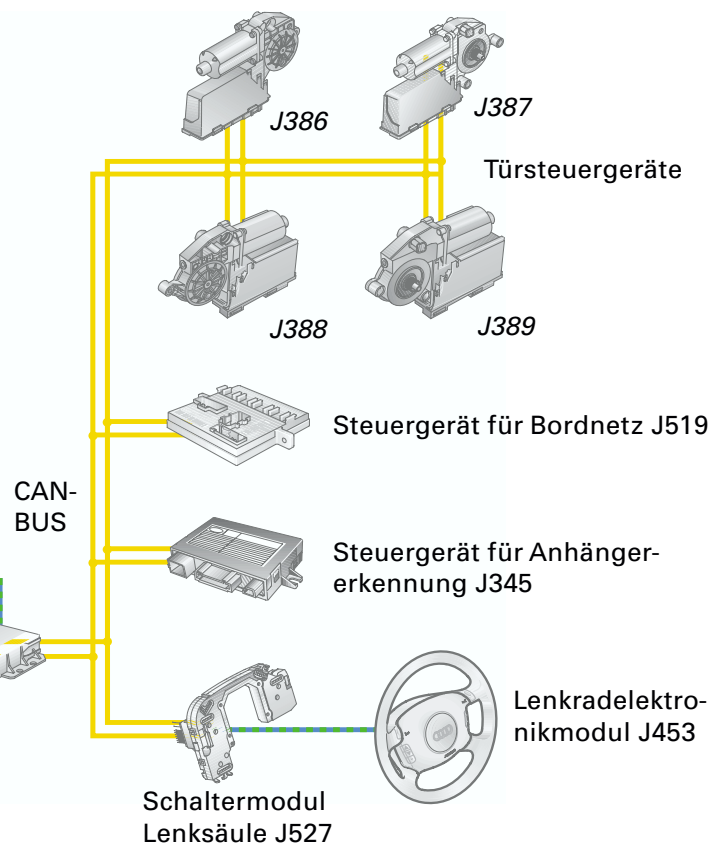 J386
J387
Türsteuergeräte
J388
J389
Steuergerät für Bordnetz J519
CAN-
BUS
Steuergerät für Anhänger-
erkennung J345
Lenkradelektro-
nikmodul J453
Schaltermodul
Lenksäule J527